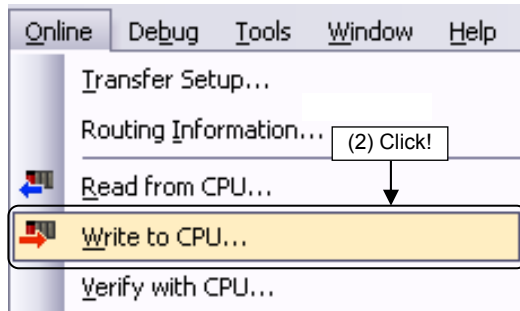 Online Debug Tools Window Help
Transfer Setup...
Routing Information...
(2) Click!
Read from CPU...
Write to CPU...
Verify with CPU...